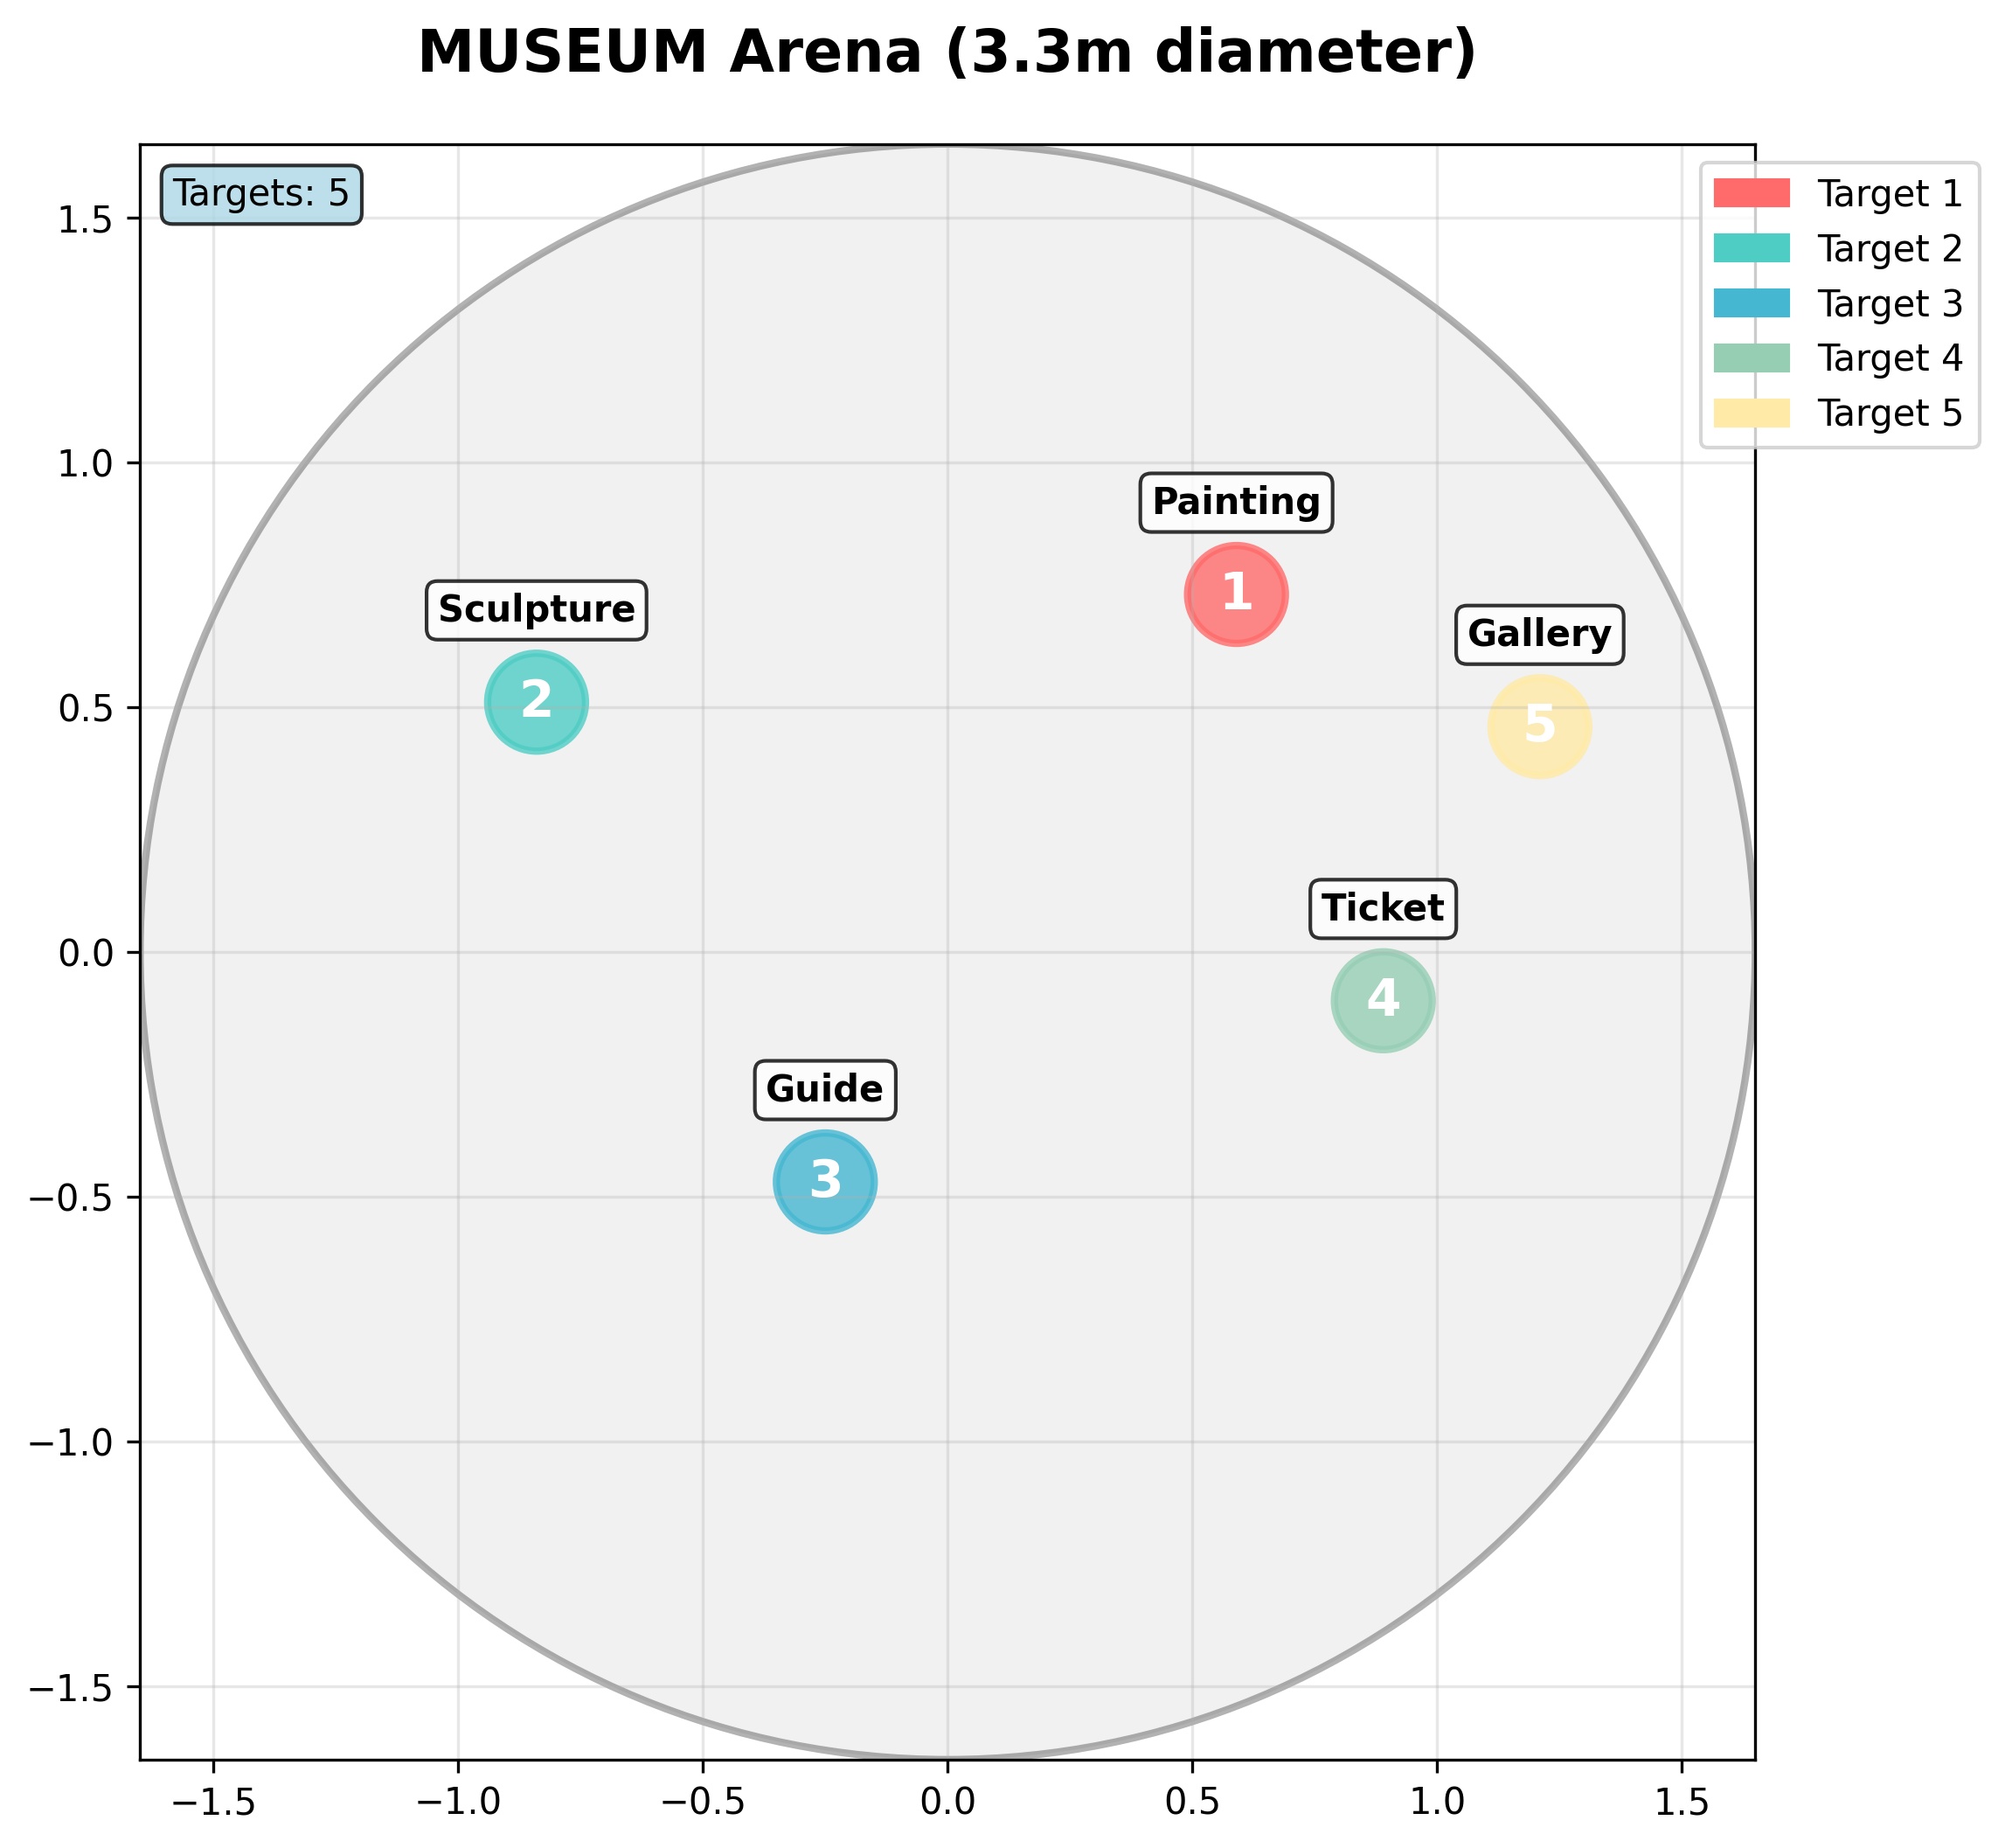 MUSEUM Arena (3.3m diameter)
Targets: 5
Target 1
Target 2
Target 3
Target 4
Target 5
Painting
1
Sculpture
2
Gallery
5
Ticket
4
Guide
3
1.5
1.0
0.5
0.0
−0.5
−1.0
−1.5
−1.5
−1.0
−0.5
0.0
0.5
1.0
1.5